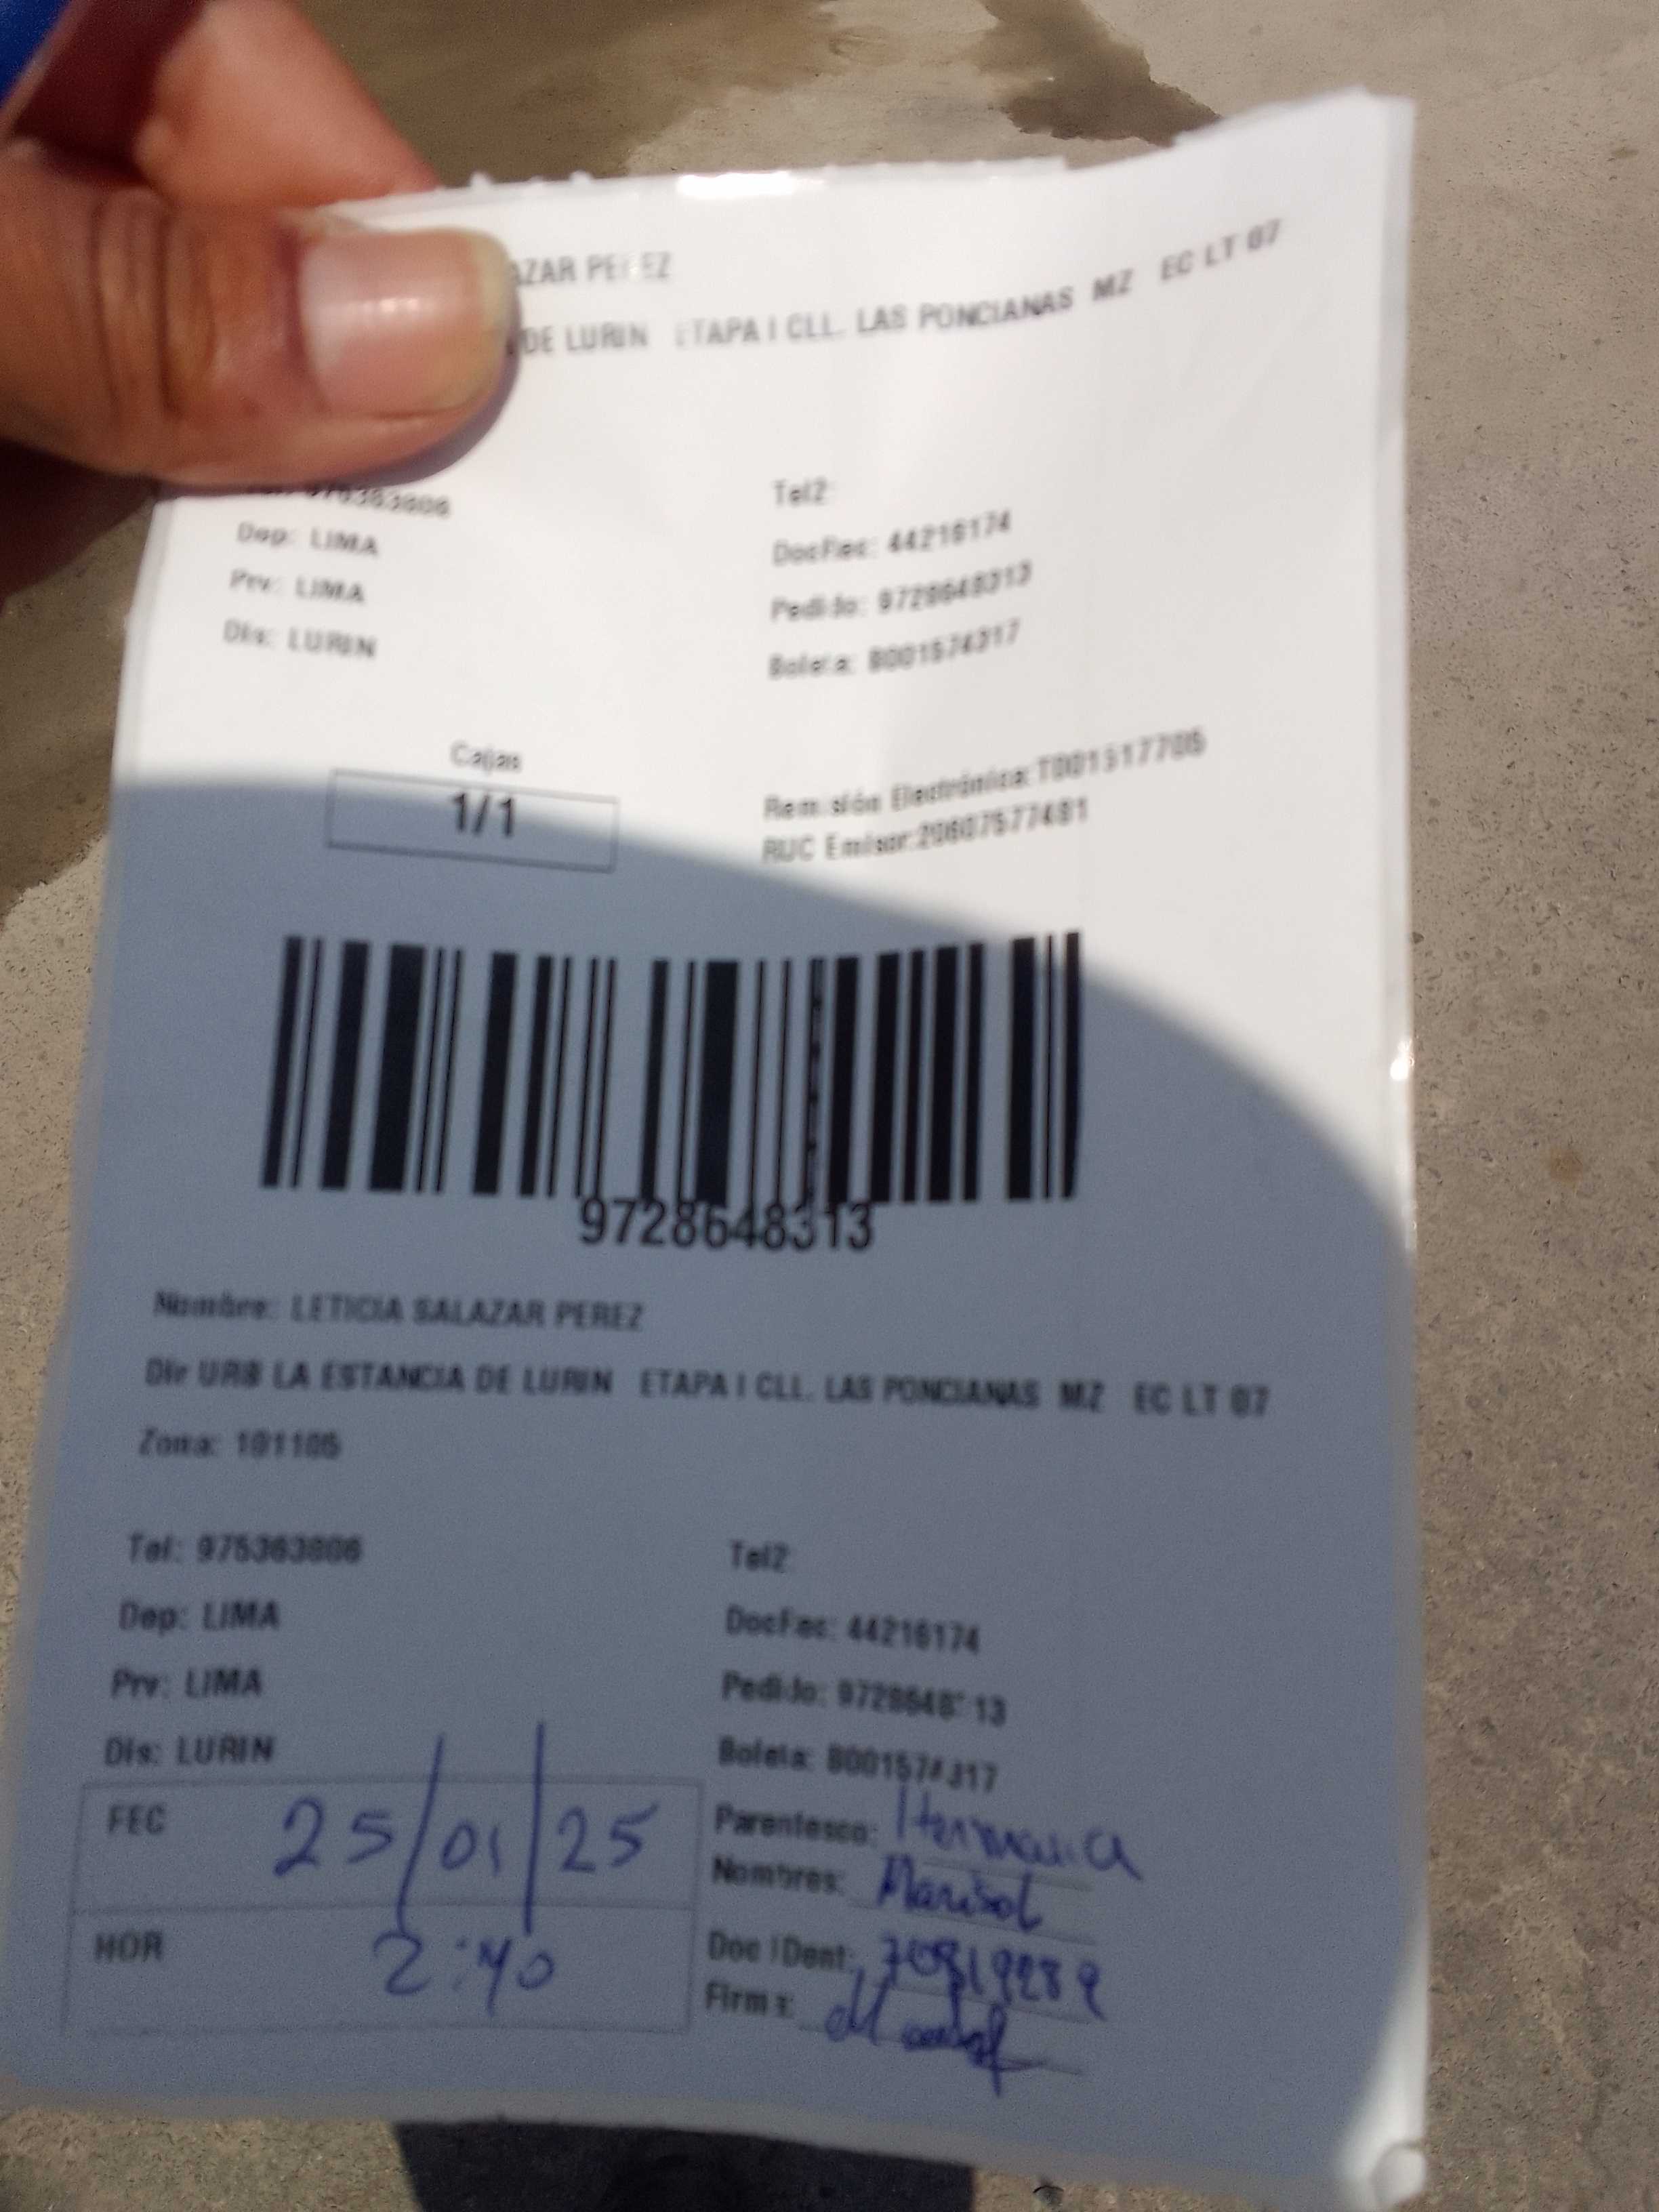 PEREZ
DE LURIN ETAPA I CLL. LAS PONCIANAS MZ EC LT 07
Tel2:
Dep: LIMA
DocRec: 44216174
Prv: LIMA
Pedido: 9728648313
Dis: LURIN
Boleta: B001574317
Cajas
1/1
Remisión Electrónica:T001517705
RUC Emisor:20607577481
9728648313
Nombre: LETICIA SALAZAR PEREZ
Dir URB LA ESTANCIA DE LURIN ETAPA I CLL. LAS PONCIANAS MZ EC LT 07
Zona: 101105
Tel: 975363806
Tel2:
Dep: LIMA
DocRec: 44216174
Prv: LIMA
Pedido: 9728648313
Dis: LURIN
Boleta: B001574317
FEC 25/01/25
Parentesco: Hermana
Nombres: Marisol
HOR 2:40
Doc IDent:
Firma: